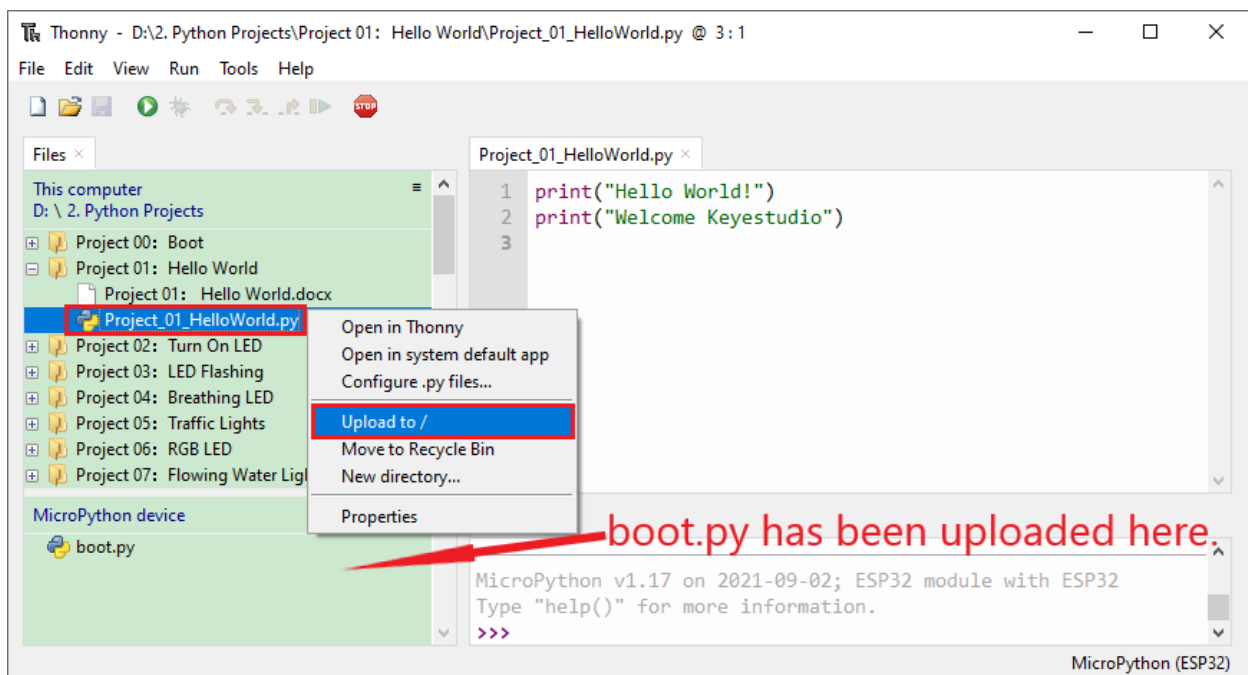 Thonny - D:\2. Python Projects\Project 01: Hello World\Project_01_HelloWorld.py @ 3 : 1
File Edit View Run Tools Help
STOP
Files ×
This computer
D: \ 2. Python Projects
Project 00: Boot
Project 01: Hello World
Project 01: Hello World.docx
Project_01_HelloWorld.py
Project 02: Turn On LED
Project 03: LED Flashing
Project 04: Breathing LED
Project 05: Traffic Lights
Project 06: RGB LED
Project 07: Flowing Water Lig
MicroPython device
boot.py
Open in Thonny
Open in system default app
Configure .py files...
Upload to /
Move to Recycle Bin
New directory...
Properties
Project_01_HelloWorld.py ×
1 print("Hello World!")
2 print("Welcome Keyestudio")
3
boot.py has been uploaded here.
MicroPython v1.17 on 2021-09-02; ESP32 module with ESP32
Type "help()" for more information.
>>>
MicroPython (ESP32)